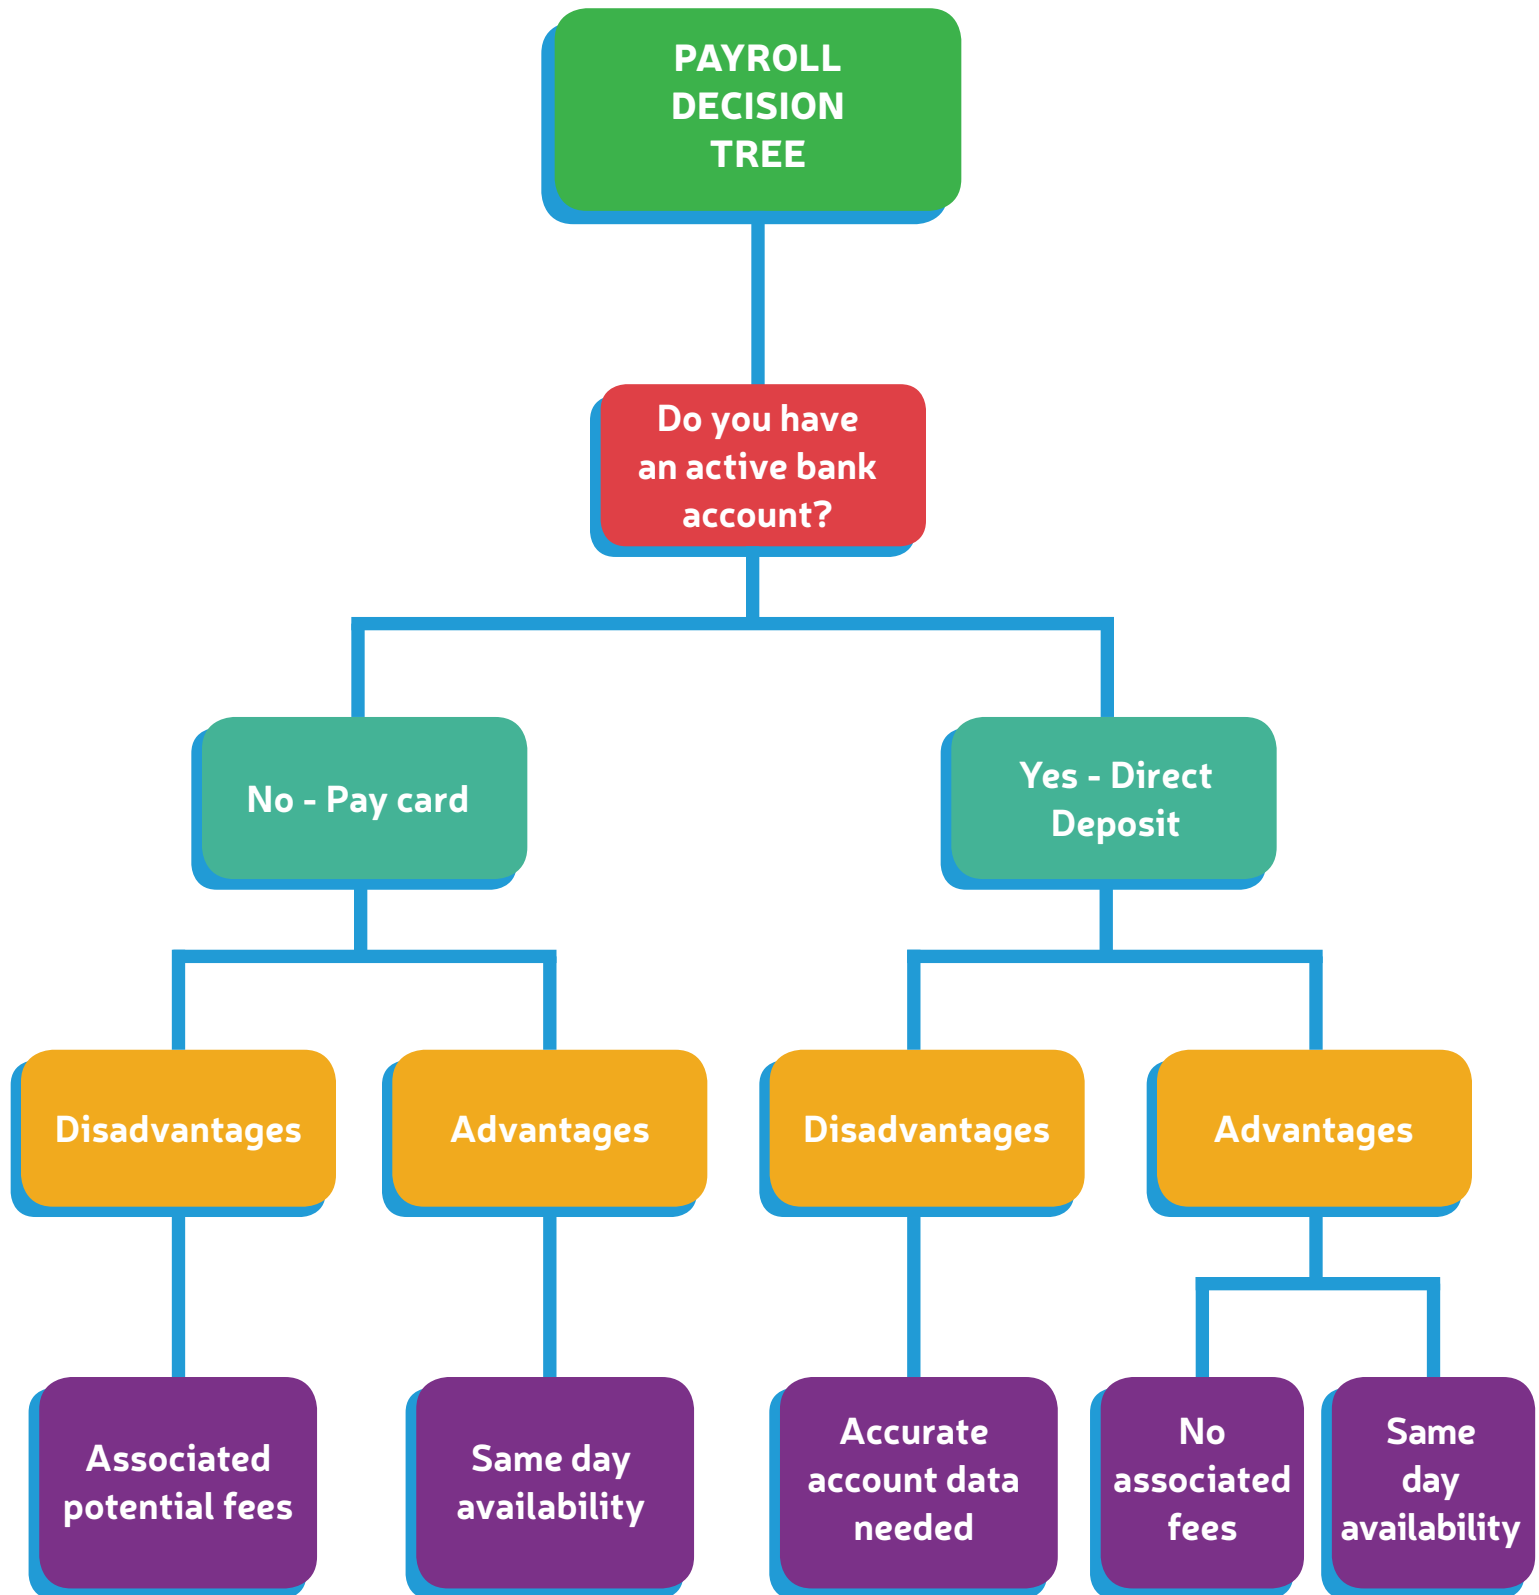 PAYROLL
DECISION
TREE
Do you have
an active bank
account?
No - Pay card
Yes - Direct
Deposit
Disadvantages
Advantages
Disadvantages
Advantages
Associated
potential fees
Same day
availability
Accurate
account data
needed
No
associated
fees
Same
day
availability